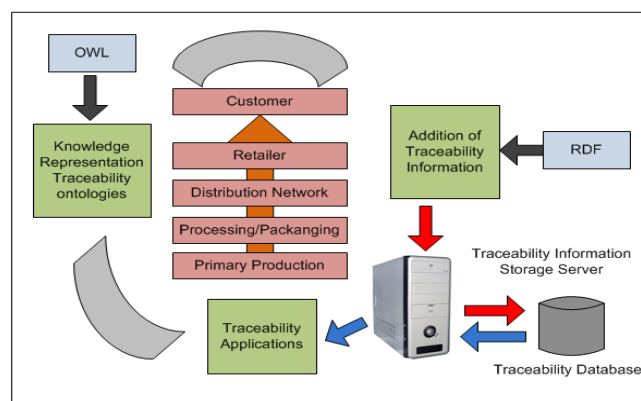 OWL
Customer
Knowledge
Representation
Traceability
ontologies
Addition of
Traceability
Information
RDF
Retailer
Distribution Network
Processing/Packanging
Primary Production
Traceability Information
Storage Server
Traceability
Applications
Traceability Database